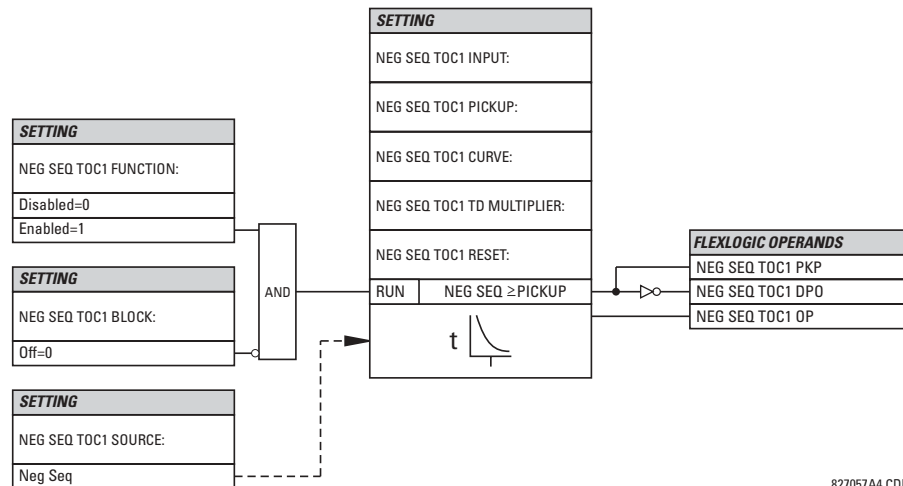 SETTING
NEG SEQ TOC1 FUNCTION:
Disabled=0
Enabled=1
SETTING
NEG SEQ TOC1 BLOCK:
Off=0
SETTING
NEG SEQ TOC1 SOURCE:
Neg Seq
AND
SETTING
NEG SEQ TOC1 INPUT:
NEG SEQ TOC1 PICKUP:
NEG SEQ TOC1 CURVE:
NEG SEQ TOC1 TD MULTIPLIER:
NEG SEQ TOC1 RESET:
RUN NEG SEQ ≥ PICKUP
t
FLEXLOGIC OPERANDS
NEG SEQ TOC1 PKP
NEG SEQ TOC1 DPO
NEG SEQ TOC1 OP